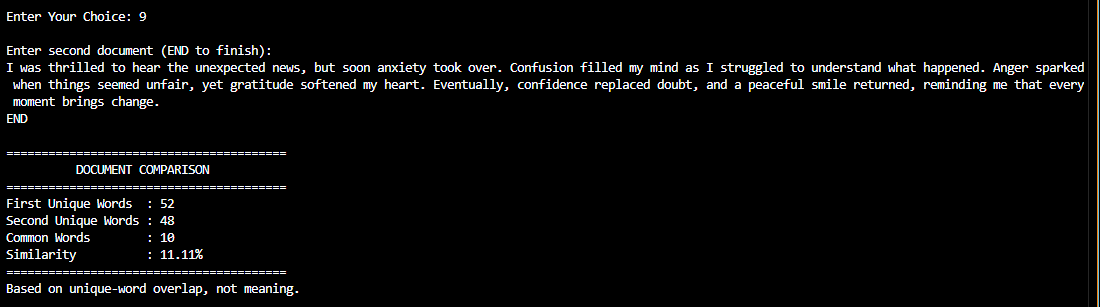 Enter Your Choice: 9
Enter second document (END to finish):
I was thrilled to hear the unexpected news, but soon anxiety took over. Confusion filled my mind as I struggled to understand what happened. Anger sparked
when things seemed unfair, yet gratitude softened my heart. Eventually, confidence replaced doubt, and a peaceful smile returned, reminding me that every
moment brings change.
END
========================================
DOCUMENT COMPARISON
========================================
First Unique Words  : 52
Second Unique Words : 48
Common Words        : 10
Similarity          : 11.11%
========================================
Based on unique-word overlap, not meaning.